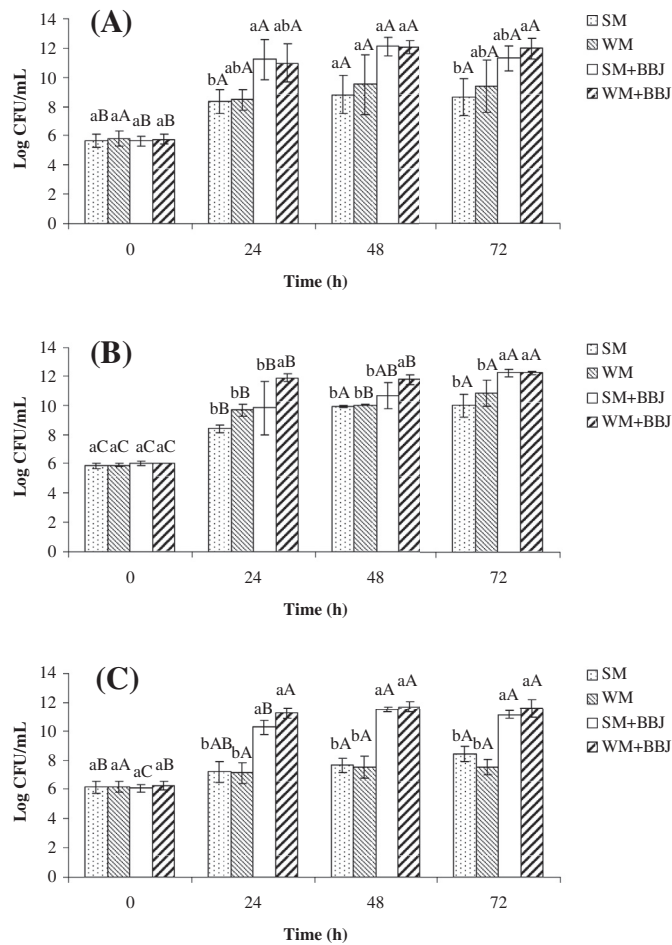 (A)
Log CFU/mL
14
12
10
8
6
4
2
0
aB aA aB aB
bA abA aA abA
aA aA aA aA
bA abA abA aA
0 24 48 72
Time (h)
SM
WM
SM+BBJ
WM+BBJ
(B)
Log CFU/mL
14
12
10
8
6
4
2
0
aC aC aC aC
bB bB bB aB
bA bB bAB aB
bA bA aA aA
0 24 48 72
Time (h)
SM
WM
SM+BBJ
WM+BBJ
(C)
Log CFU/mL
14
12
10
8
6
4
2
0
aB aA aC aB
bAB bA aB aA
bA bA aA aA
bA bA aA aA
0 24 48 72
Time (h)
SM
WM
SM+BBJ
WM+BBJ